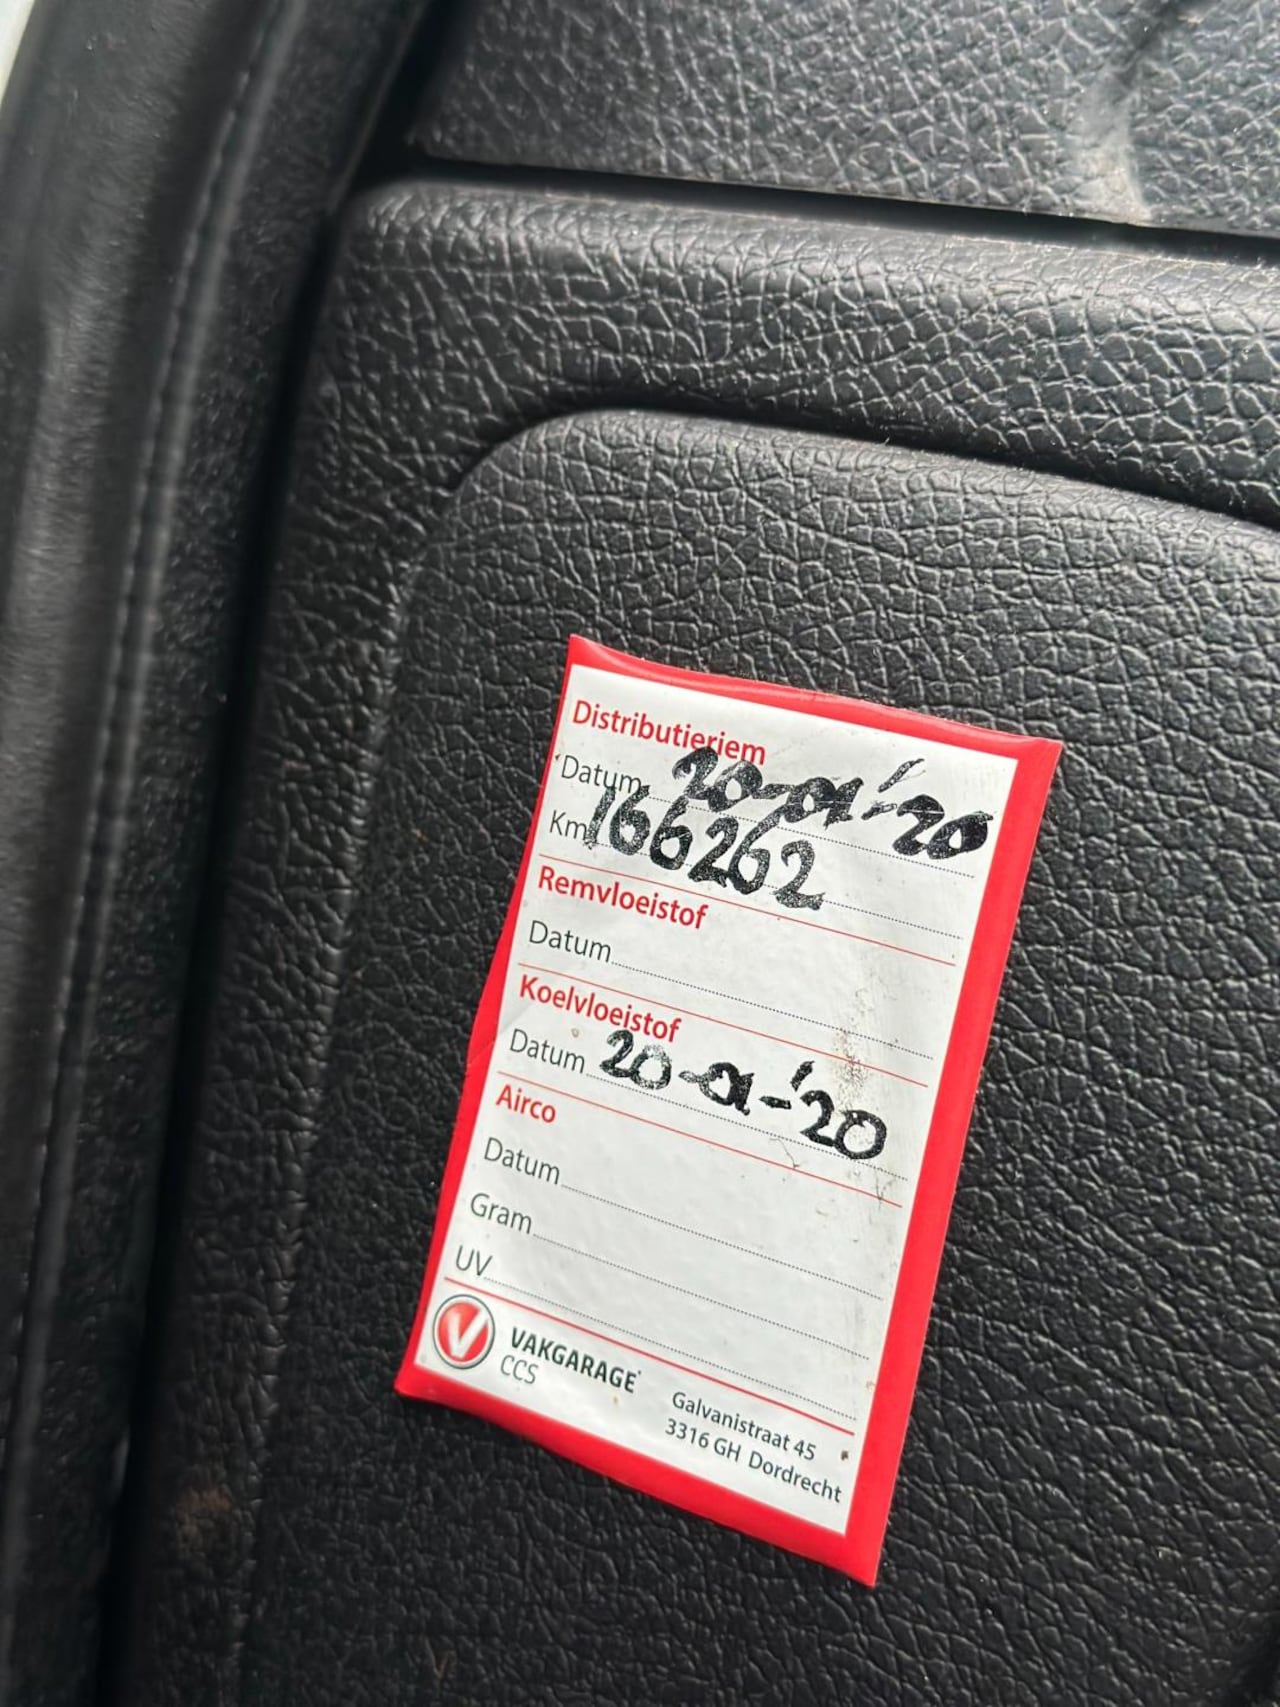 Distributieriem
Datum 20-01-'20
Km 166262
Remvloeistof
Datum
Koelvloeistof
Datum 20-01-'20
Airco
Datum
Gram
UV
V VAKGARAGE
CCS
Galvanistraat 45
3316 GH Dordrecht